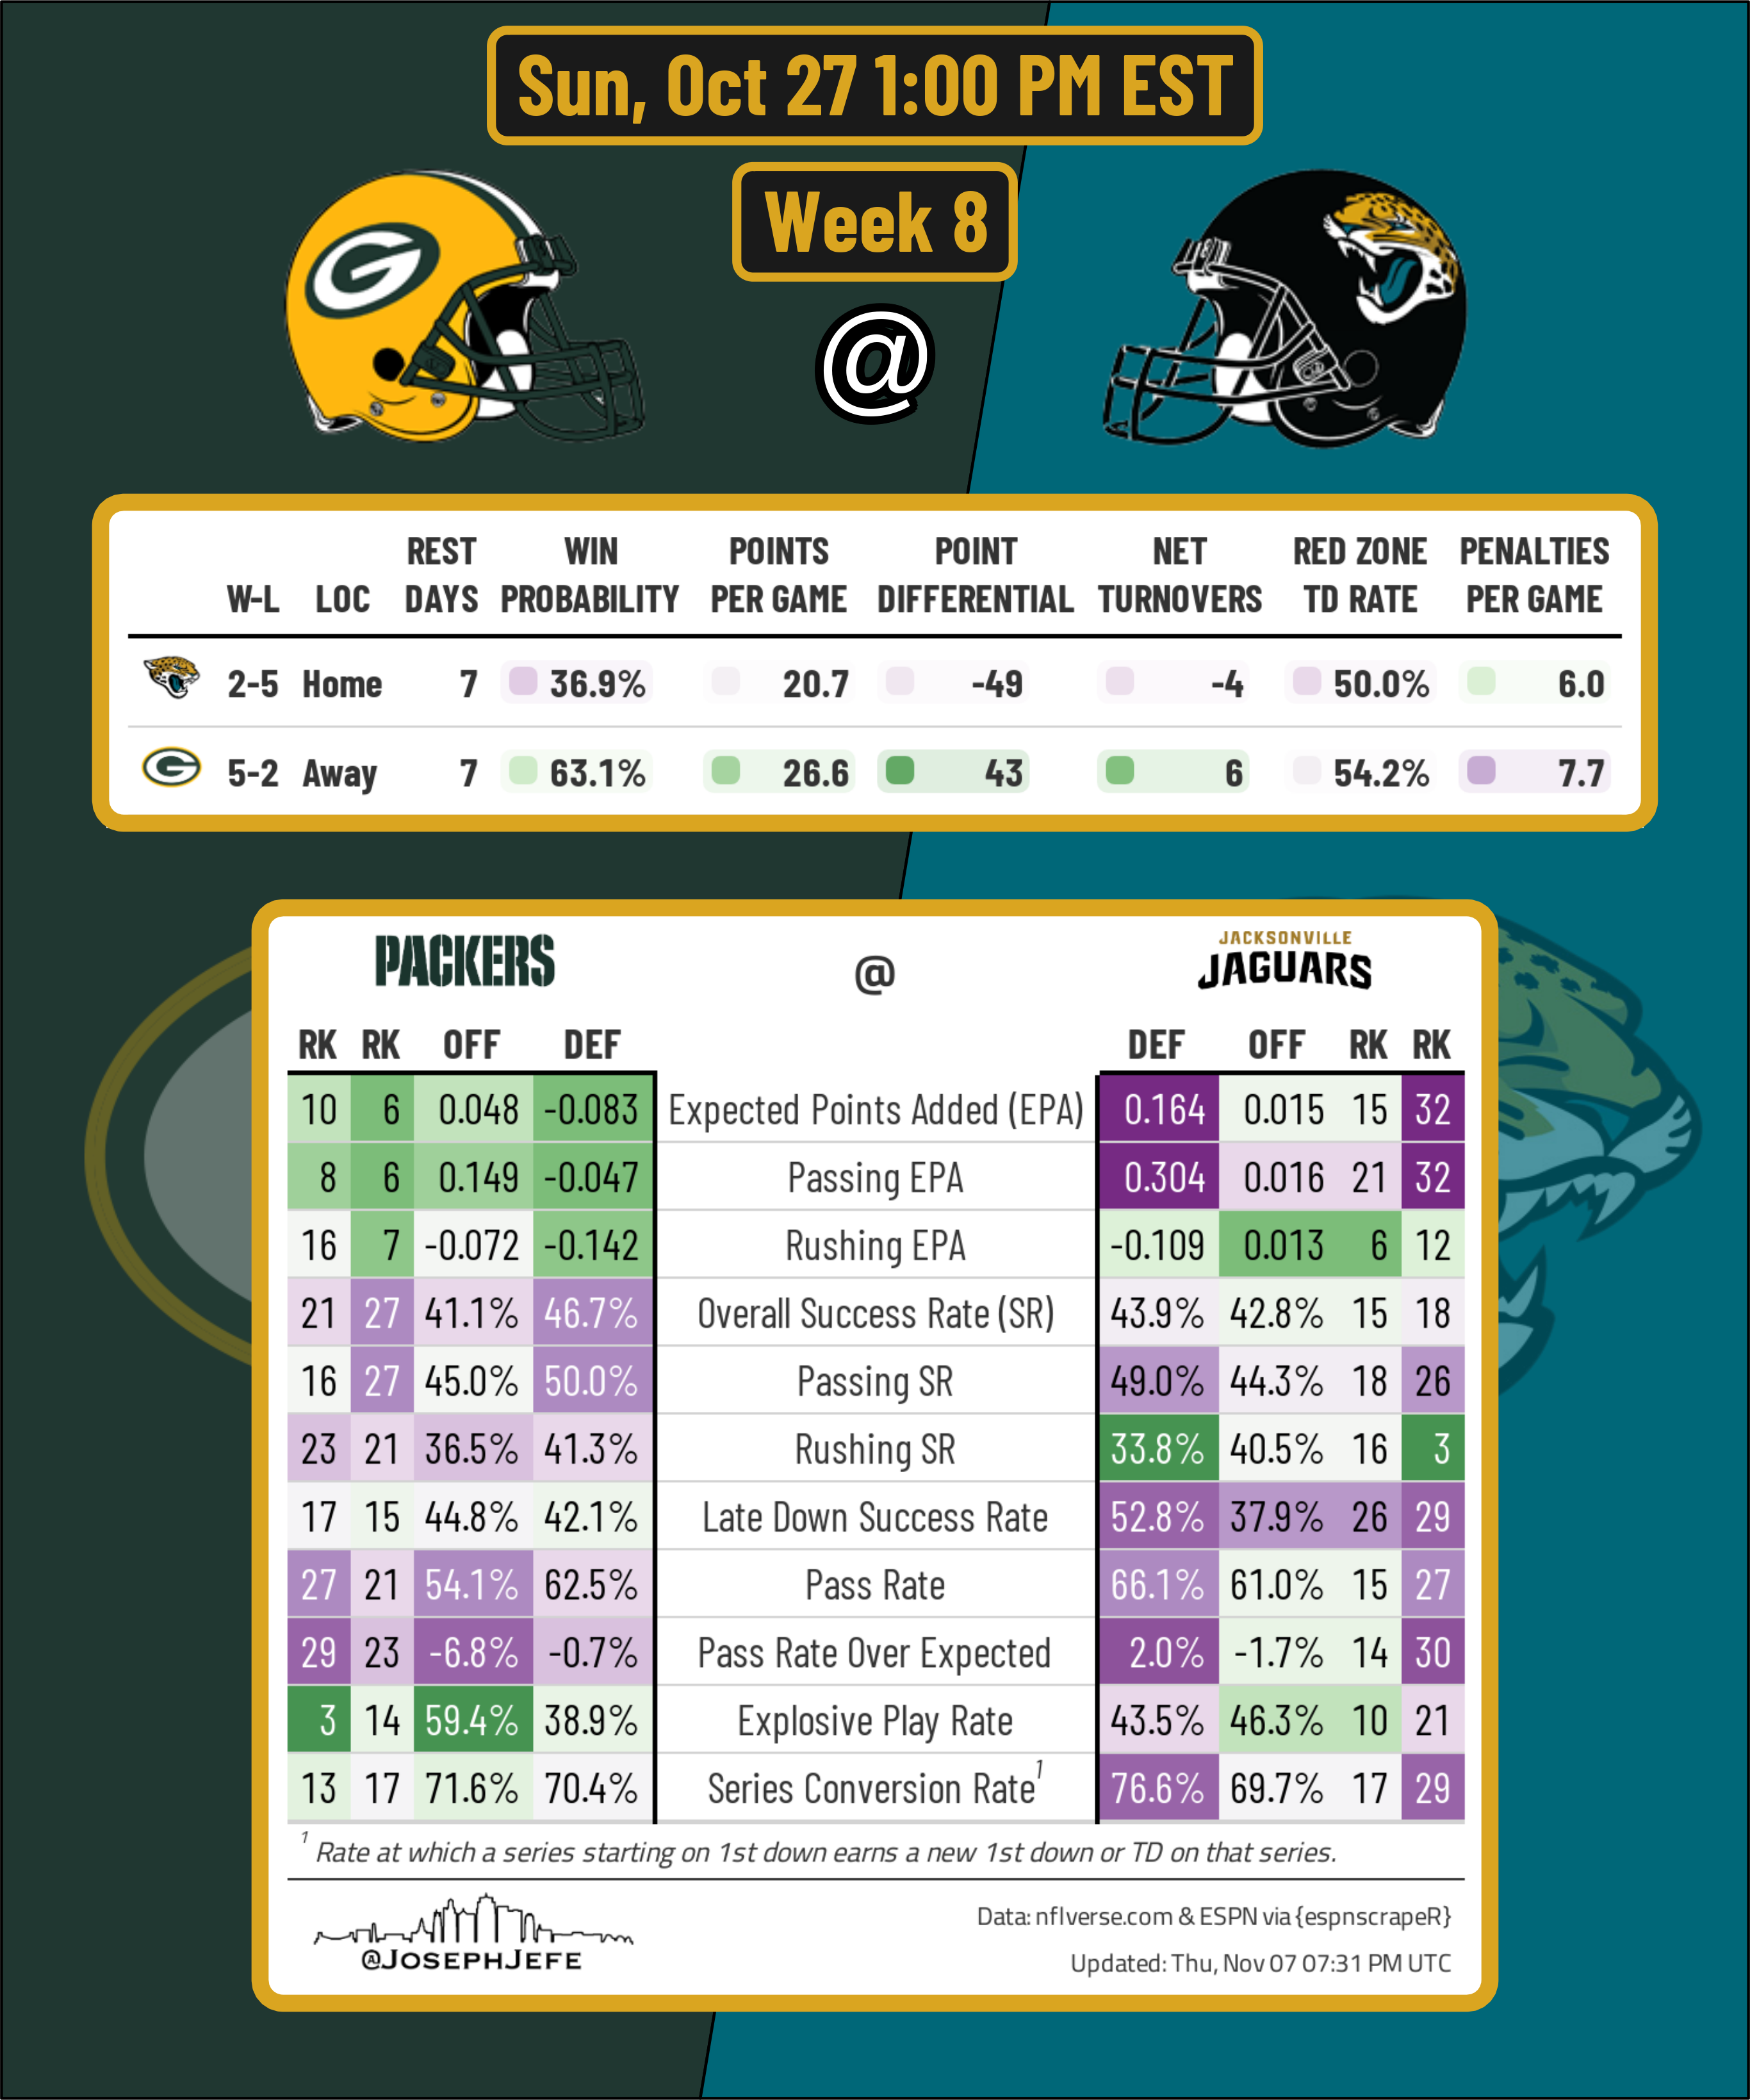 Sun, Oct 27 1:00 PM EST
Week 8
@
W-L LOC REST DAYS WIN PROBABILITY POINTS PER GAME POINT DIFFERENTIAL NET TURNOVERS RED ZONE TD RATE PENALTIES PER GAME
2-5 Home 7 36.9% 20.7 -49 -4 50.0% 6.0
G 5-2 Away 7 63.1% 26.6 43 6 54.2% 7.7
PACKERS @ JACKSONVILLE JAGUARS
RK RK OFF DEF DEF OFF RK RK
10 6 0.048 -0.083 Expected Points Added (EPA) 0.164 0.015 15 32
8 6 0.149 -0.047 Passing EPA 0.304 0.016 21 32
16 7 -0.072 -0.142 Rushing EPA -0.109 0.013 6 12
21 27 41.1% 46.7% Overall Success Rate (SR) 43.9% 42.8% 15 18
16 27 45.0% 50.0% Passing SR 49.0% 44.3% 18 26
23 21 36.5% 41.3% Rushing SR 33.8% 40.5% 16 3
17 15 44.8% 42.1% Late Down Success Rate 52.8% 37.9% 26 29
27 21 54.1% 62.5% Pass Rate 66.1% 61.0% 15 27
29 23 -6.8% -0.7% Pass Rate Over Expected 2.0% -1.7% 14 30
3 14 59.4% 38.9% Explosive Play Rate 43.5% 46.3% 10 21
13 17 71.6% 70.4% Series Conversion Rate¹ 76.6% 69.7% 17 29
¹ Rate at which a series starting on 1st down earns a new 1st down or TD on that series.
@JOSEPHJEFE
Data: nflverse.com & ESPN via {espnscrapeR}
Updated: Thu, Nov 07 07:31 PM UTC